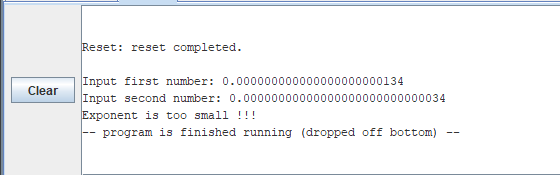 Reset: reset completed.
Clear
Input first number: 0.000000000000000000000134
Input second number: 0.00000000000000000000000000034
Exponent is too small !!!
-- program is finished running (dropped off bottom) --